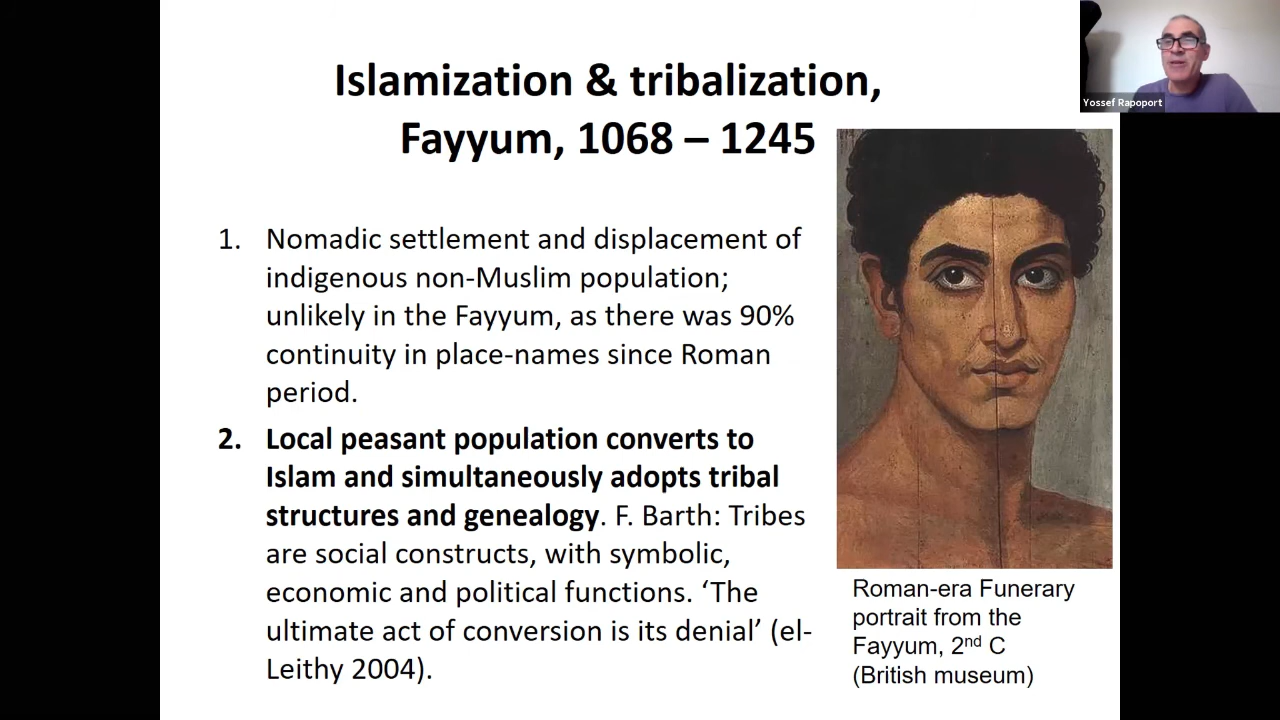 Islamization & tribalization,
Fayyum, 1068 – 1245
Yossef Rapoport
1. Nomadic settlement and displacement of
indigenous non-Muslim population;
unlikely in the Fayyum, as there was 90%
continuity in place-names since Roman
period.
2. Local peasant population converts to
Islam and simultaneously adopts tribal
structures and genealogy. F. Barth: Tribes
are social constructs, with symbolic,
economic and political functions. ‘The
ultimate act of conversion is its denial’ (el-
Leithy 2004).
Roman-era Funerary
portrait from the
Fayyum, 2nd C
(British museum)